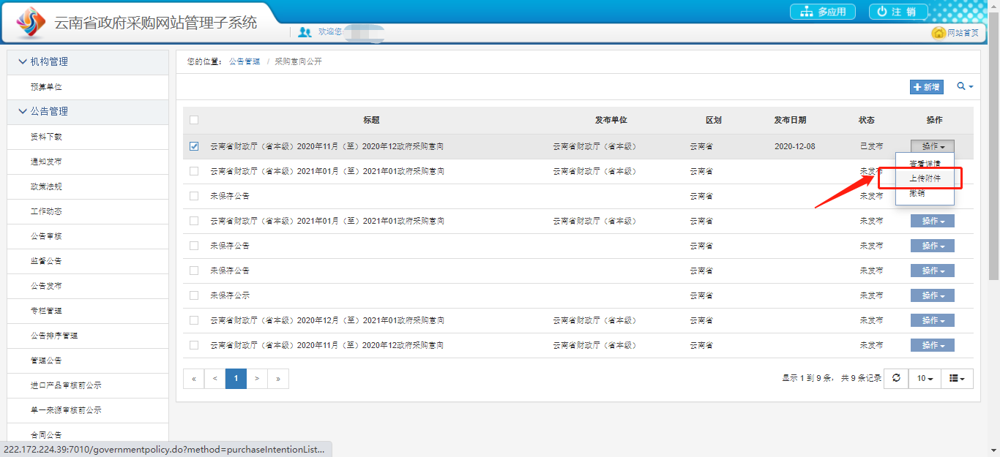 云南省政府采购网站管理子系统
多应用
注 销
欢迎您:
网站首页
机构管理
预算单位
公告管理
资料下载
通知发布
政策法规
工作动态
公告审核
监督公告
公告发布
专栏管理
公告排序管理
管理公告
进口产品审核前公示
单一来源审核前公示
合同公告
您的位置： 公告管理 / 采购意向公开
新增
标题 发布单位 区划 发布日期 状态 操作
云南省财政厅（省本级）2020年11月（至）2020年12政府采购意向 云南省财政厅（省本级） 云南省 2020-12-08 已发布 操作
查看详情
上传附件
撤销
云南省财政厅（省本级）2021年01月（至）2021年01政府采购意向 云南省财政厅（省本级） 云南省 未发布
未保存公告 云南省 未发布
云南省财政厅（省本级）2021年01月（至）2021年01政府采购意向 云南省财政厅（省本级） 云南省 未发布 操作
未保存公告 云南省 未发布 操作
未保存公告 云南省 未发布 操作
未保存公示 云南省 未发布 操作
云南省财政厅（省本级）2020年12月（至）2021年01政府采购意向 云南省财政厅（省本级） 云南省 未发布 操作
云南省财政厅（省本级）2020年11月（至）2020年12政府采购意向 云南省财政厅（省本级） 云南省 未发布 操作
« < 1 > »
显示 1 到 9 条， 共 9 条记录
10
222.172.224.39:7010/governmentpolicy.do?method=purchaseIntentionList...